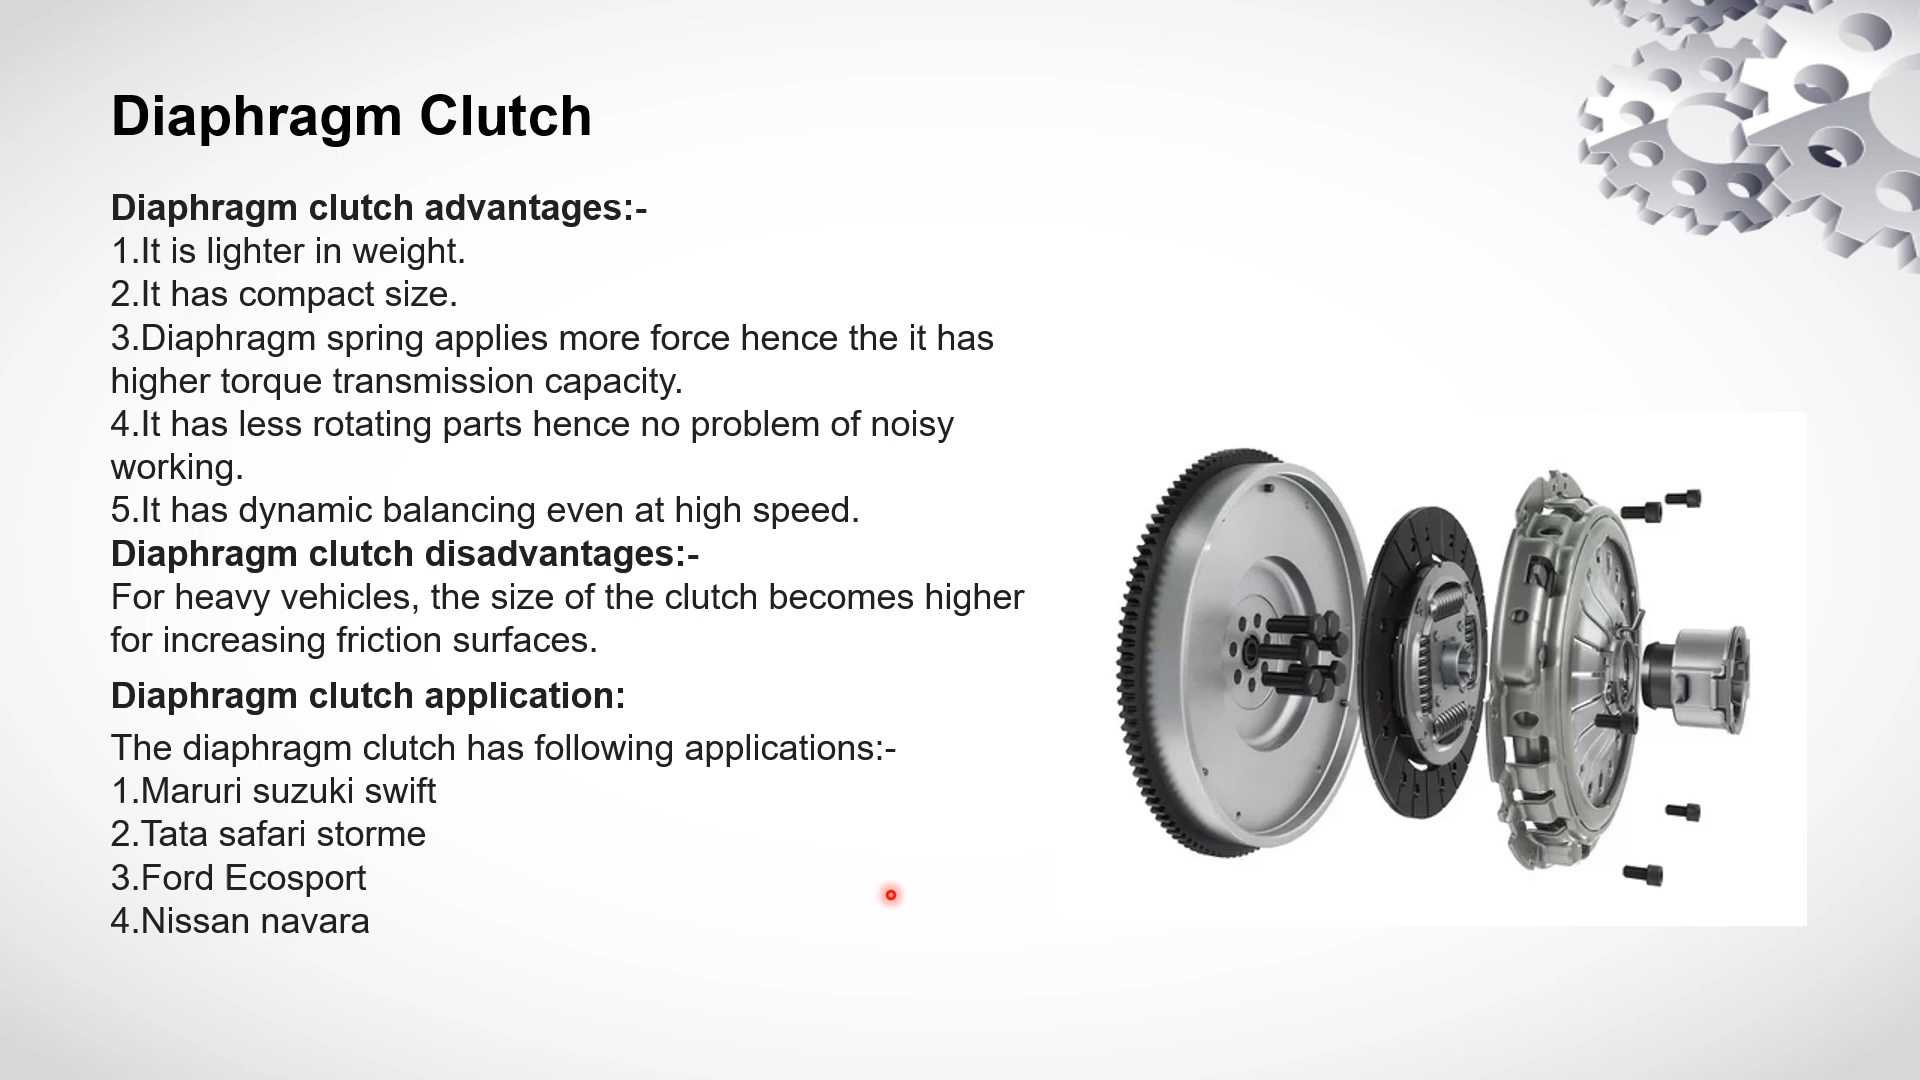 Diaphragm Clutch
Diaphragm clutch advantages:-
1.It is lighter in weight.
2.It has compact size.
3.Diaphragm spring applies more force hence the it has
higher torque transmission capacity.
4.It has less rotating parts hence no problem of noisy
working.
5.It has dynamic balancing even at high speed.
Diaphragm clutch disadvantages:-
For heavy vehicles, the size of the clutch becomes higher
for increasing friction surfaces.
Diaphragm clutch application:
The diaphragm clutch has following applications:-
1.Maruri suzuki swift
2.Tata safari storme
3.Ford Ecosport
4.Nissan navara